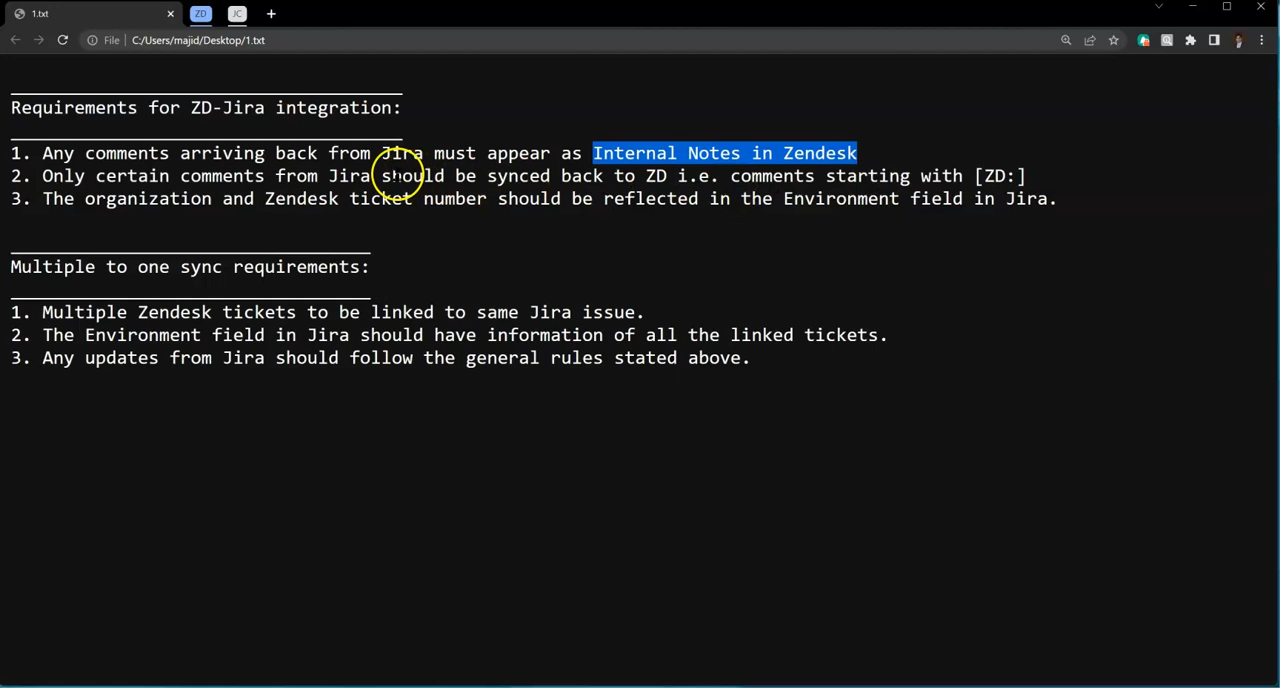 1.txt
ZD
JC
File
C:/Users/majid/Desktop/1.txt
Requirements for ZD-Jira integration:
1. Any comments arriving back from Jira must appear as Internal Notes in Zendesk
2. Only certain comments from Jira should be synced back to ZD i.e. comments starting with [ZD:]
3. The organization and Zendesk ticket number should be reflected in the Environment field in Jira.
Multiple to one sync requirements:
1. Multiple Zendesk tickets to be linked to same Jira issue.
2. The Environment field in Jira should have information of all the linked tickets.
3. Any updates from Jira should follow the general rules stated above.